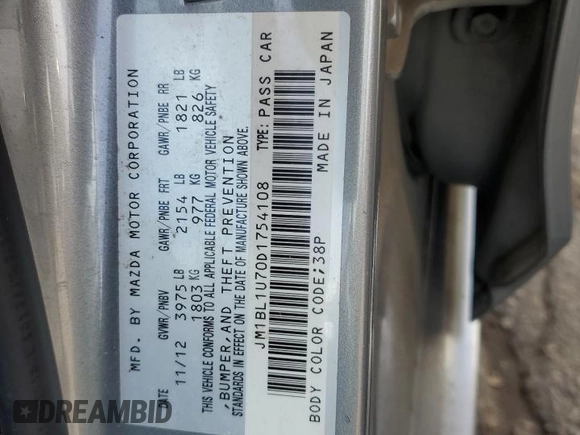 MFD. BY MAZDA MOTOR CORPORATION
DATE GVWR/PNBV GAWR/PNBE FRT GAWR/PNBE RR
11/12 3975 LB 2154 LB 1821 LB
1803 KG 977 KG 826 KG
THIS VEHICLE CONFORMS TO ALL APPLICABLE FEDERAL MOTOR VEHICLE SAFETY
,BUMPER,AND THEFT PREVENTION
STANDARDS IN EFFECT ON THE DATE OF MANUFACTURE SHOWN ABOVE.
JM1BL1U70D1754108 TYPE: PASS CAR
BODY COLOR CODE;38P MADE IN JAPAN
DREAMBID